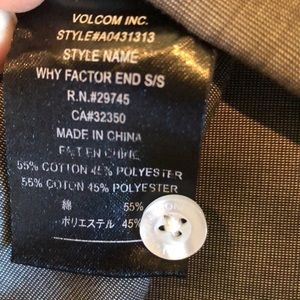 VOLCOM INC.
STYLE#A0431313
STYLE NAME
WHY FACTOR END S/S
R.N.#29745
CA#32350
MADE IN CHINA
55% COTTON 45% POLYESTER
55% COTON 45% POLYESTER
綿 55%
ポリエステル 45%